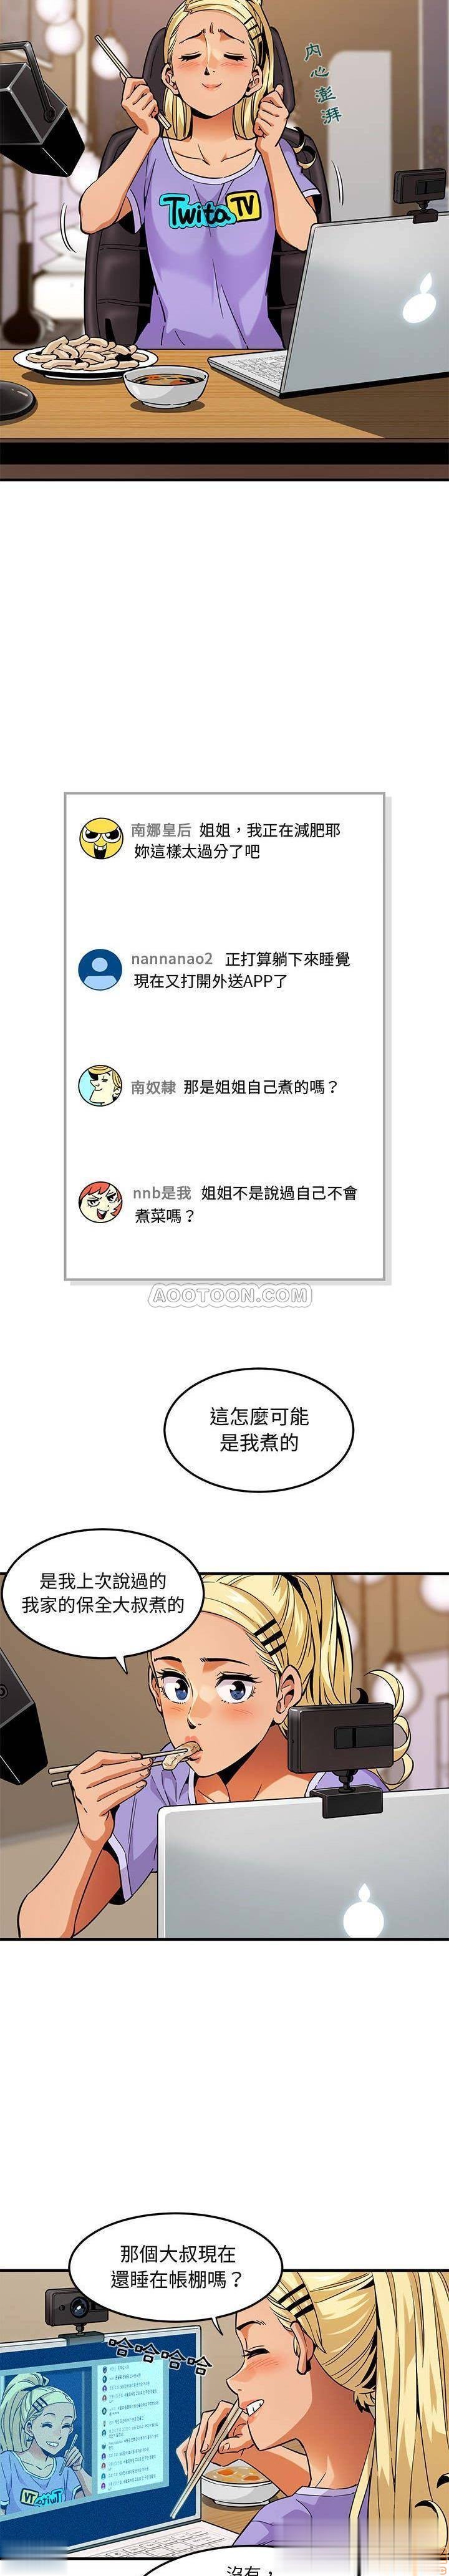 內心澎湃
Twita TV
南娜皇后 姐姐，我正在減肥耶
妳這樣太過分了吧
nannanao2 正打算躺下來睡覺
現在又打開外送APP了
南奴隸 那是姐姐自己煮的嗎？
nnb是我 姐姐不是說過自己不會
煮菜嗎？
AOOTOON.COM
這怎麼可能
是我煮的
是我上次說過的
我家的保全大叔煮的
那個大叔現在
還睡在帳棚嗎？
哈哈哈哈
沒有，